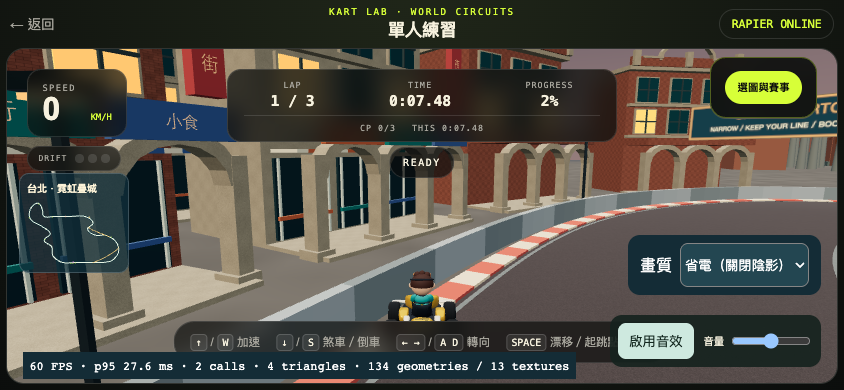 ← 返回
KART LAB · WORLD CIRCUITS
單人練習
RAPIER ONLINE
街
小食
SPEED
0 KM/H
LAP TIME PROGRESS
1 / 3 0:07.48 2%
CP 0/3 THIS 0:07.48
選圖與賽事
NARROW / KEEP YOUR LINE /
DRIFT
READY
台北 · 霓虹疊城
畫質 省電（關閉陰影）
↑ / W 加速 ↓ / S 煞車 / 倒車 ← → / A D 轉向 SPACE 漂移 / 起跳
啟用音效 音量
60 FPS · p95 27.6 ms · 2 calls · 4 triangles · 134 geometries / 13 textures